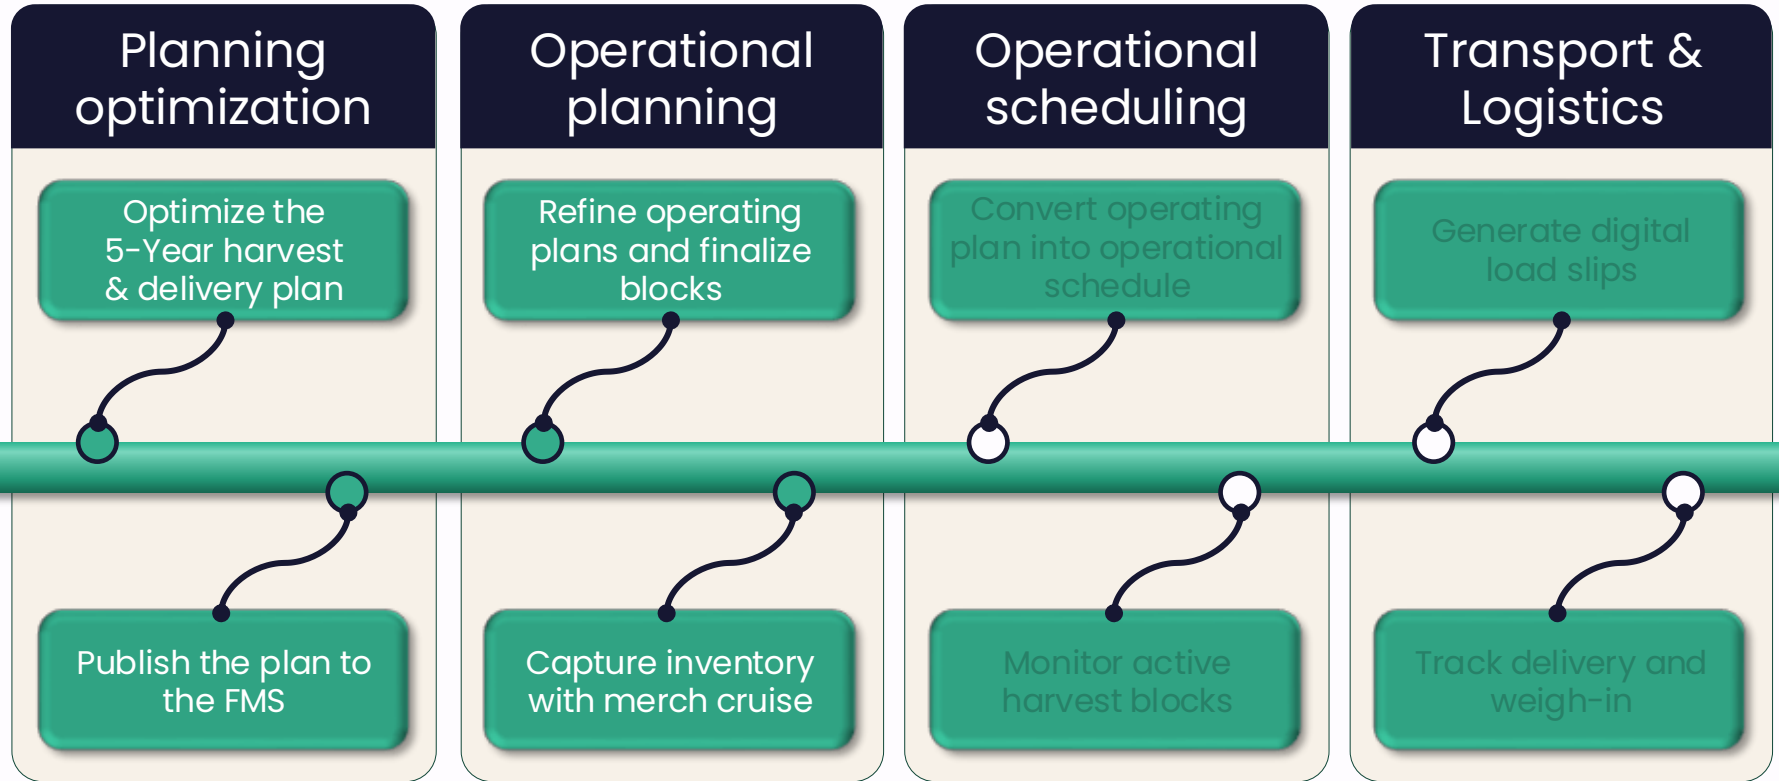 Planning
optimization
Operational
planning
Operational
scheduling
Transport &
Logistics
Optimize the
5-Year harvest
& delivery plan
Refine operating
plans and finalize
blocks
Convert operating
plan into operational
schedule
Generate digital
load slips
Publish the plan to
the FMS
Capture inventory
with merch cruise
Monitor active
harvest blocks
Track delivery and
weigh-in